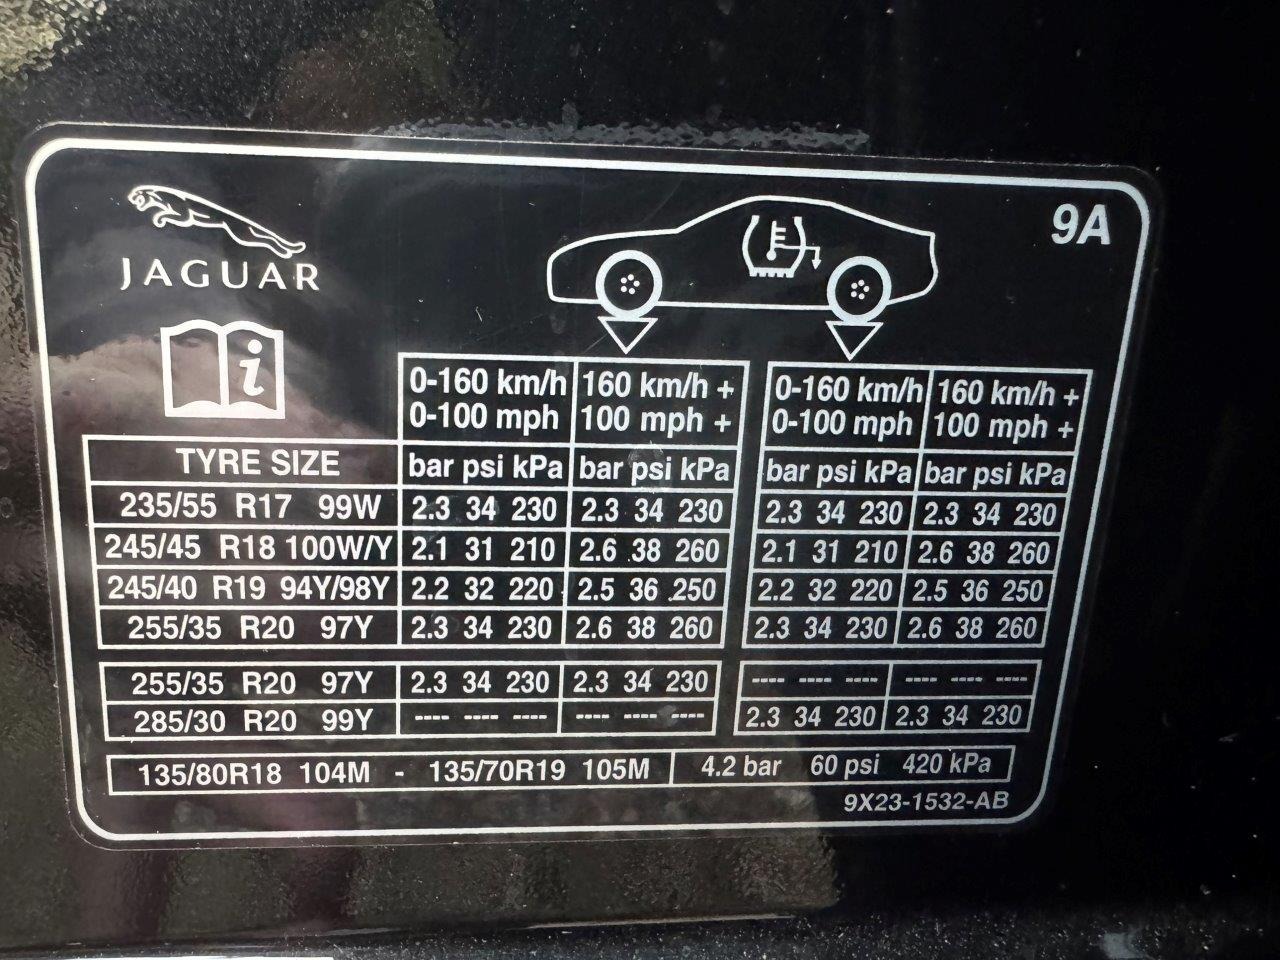 9A
JAGUAR
i
0-160 km/h 160 km/h + 0-160 km/h 160 km/h +
0-100 mph 100 mph + 0-100 mph 100 mph +
TYRE SIZE bar psi kPa bar psi kPa bar psi kPa bar psi kPa
235/55 R17 99W 2.3 34 230 2.3 34 230 2.3 34 230 2.3 34 230
245/45 R18 100W/Y 2.1 31 210 2.6 38 260 2.1 31 210 2.6 38 260
245/40 R19 94Y/98Y 2.2 32 220 2.5 36 250 2.2 32 220 2.5 36 250
255/35 R20 97Y 2.3 34 230 2.6 38 260 2.3 34 230 2.6 38 260
255/35 R20 97Y 2.3 34 230 2.3 34 230 ---- ---- ---- ---- ---- ----
285/30 R20 99Y ---- ---- ---- ---- ---- ---- 2.3 34 230 2.3 34 230
135/80R18 104M - 135/70R19 105M 4.2 bar 60 psi 420 kPa
9X23-1532-AB